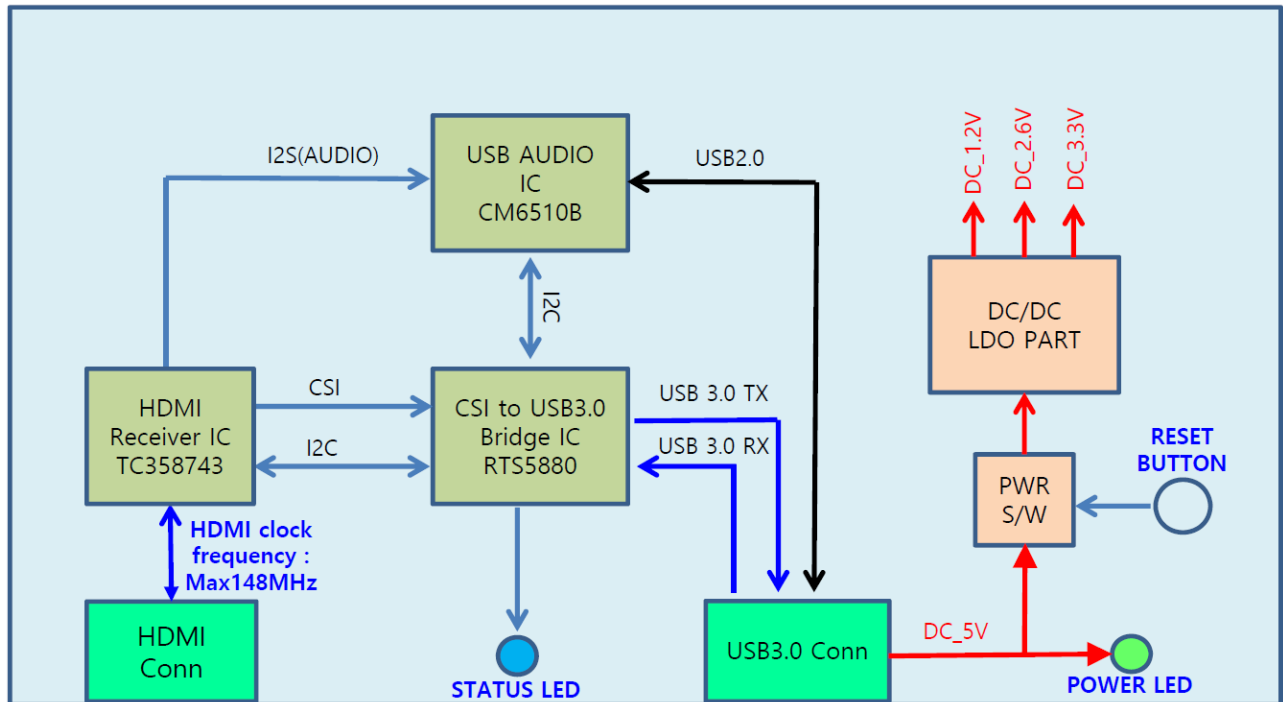 I2S(AUDIO)
USB AUDIO
IC
CM6510B
USB2.0
DC_1.2V
DC_2.6V
DC_3.3V
I2C
DC/DC
LDO PART
HDMI
Receiver IC
TC358743
CSI
I2C
CSI to USB3.0
Bridge IC
RTS5880
USB 3.0 TX
USB 3.0 RX
RESET
BUTTON
PWR
S/W
HDMI clock
frequency :
Max148MHz
HDMI
Conn
STATUS LED
USB3.0 Conn
DC_5V
POWER LED